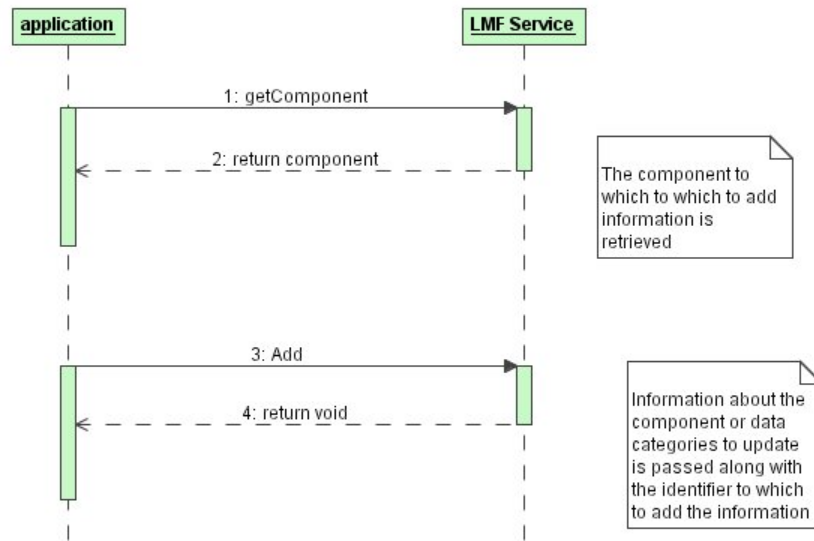 application
LMF Service
1: getComponent
2: return component
The component to
which to which to add
information is
retrieved
3: Add
4: return void
Information about the
component or data
categories to update
is passed along with
the identifier to which
to add the information